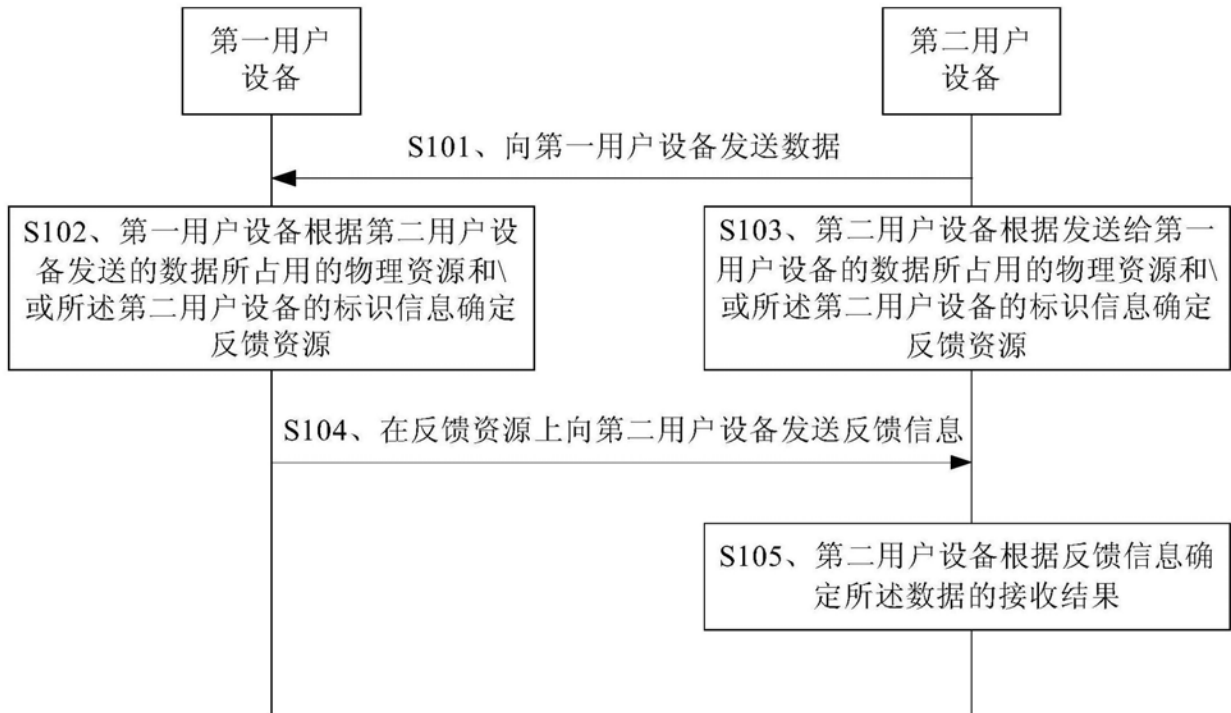 第一用户
设备
第二用户
设备
S101、向第一用户设备发送数据
S102、第一用户设备根据第二用户设
备发送的数据所占用的物理资源和\
或所述第二用户设备的标识信息确定
反馈资源
S103、第二用户设备根据发送给第一
用户设备的数据所占用的物理资源和\
或所述第二用户设备的标识信息确定
反馈资源
S104、在反馈资源上向第二用户设备发送反馈信息
S105、第二用户设备根据反馈信息确
定所述数据的接收结果